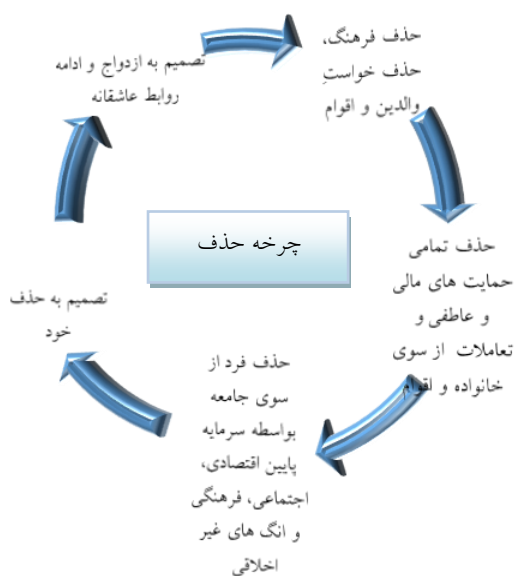 چرخه حذف
تصمیم به ازدواج و ادامه
روابط عاشقانه
حذف فرهنگ،
حذف خواستِ
والدین و اقوام
حذف تمامی
حمایت های مالی
و عاطفی و
تعاملات از سوی
خانواده و اقوام
حذف فرد از
سوی جامعه
بواسطه سرمایه
پایین اقتصادی،
اجتماعی، فرهنگی
و انگ های غیر
اخلاقی
تصمیم به حذف
خود